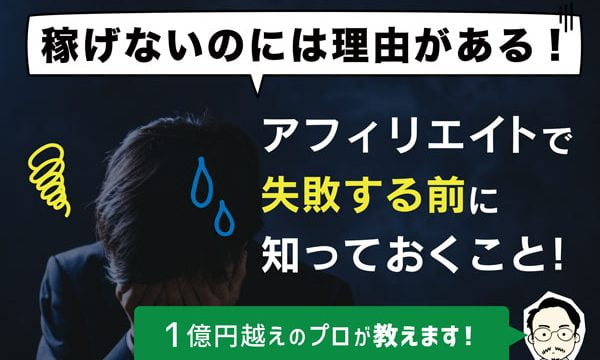 稼げないのには理由がある！
アフィリエイトで
失敗する前に
知っておくこと！
1億円越えのプロが教えます！